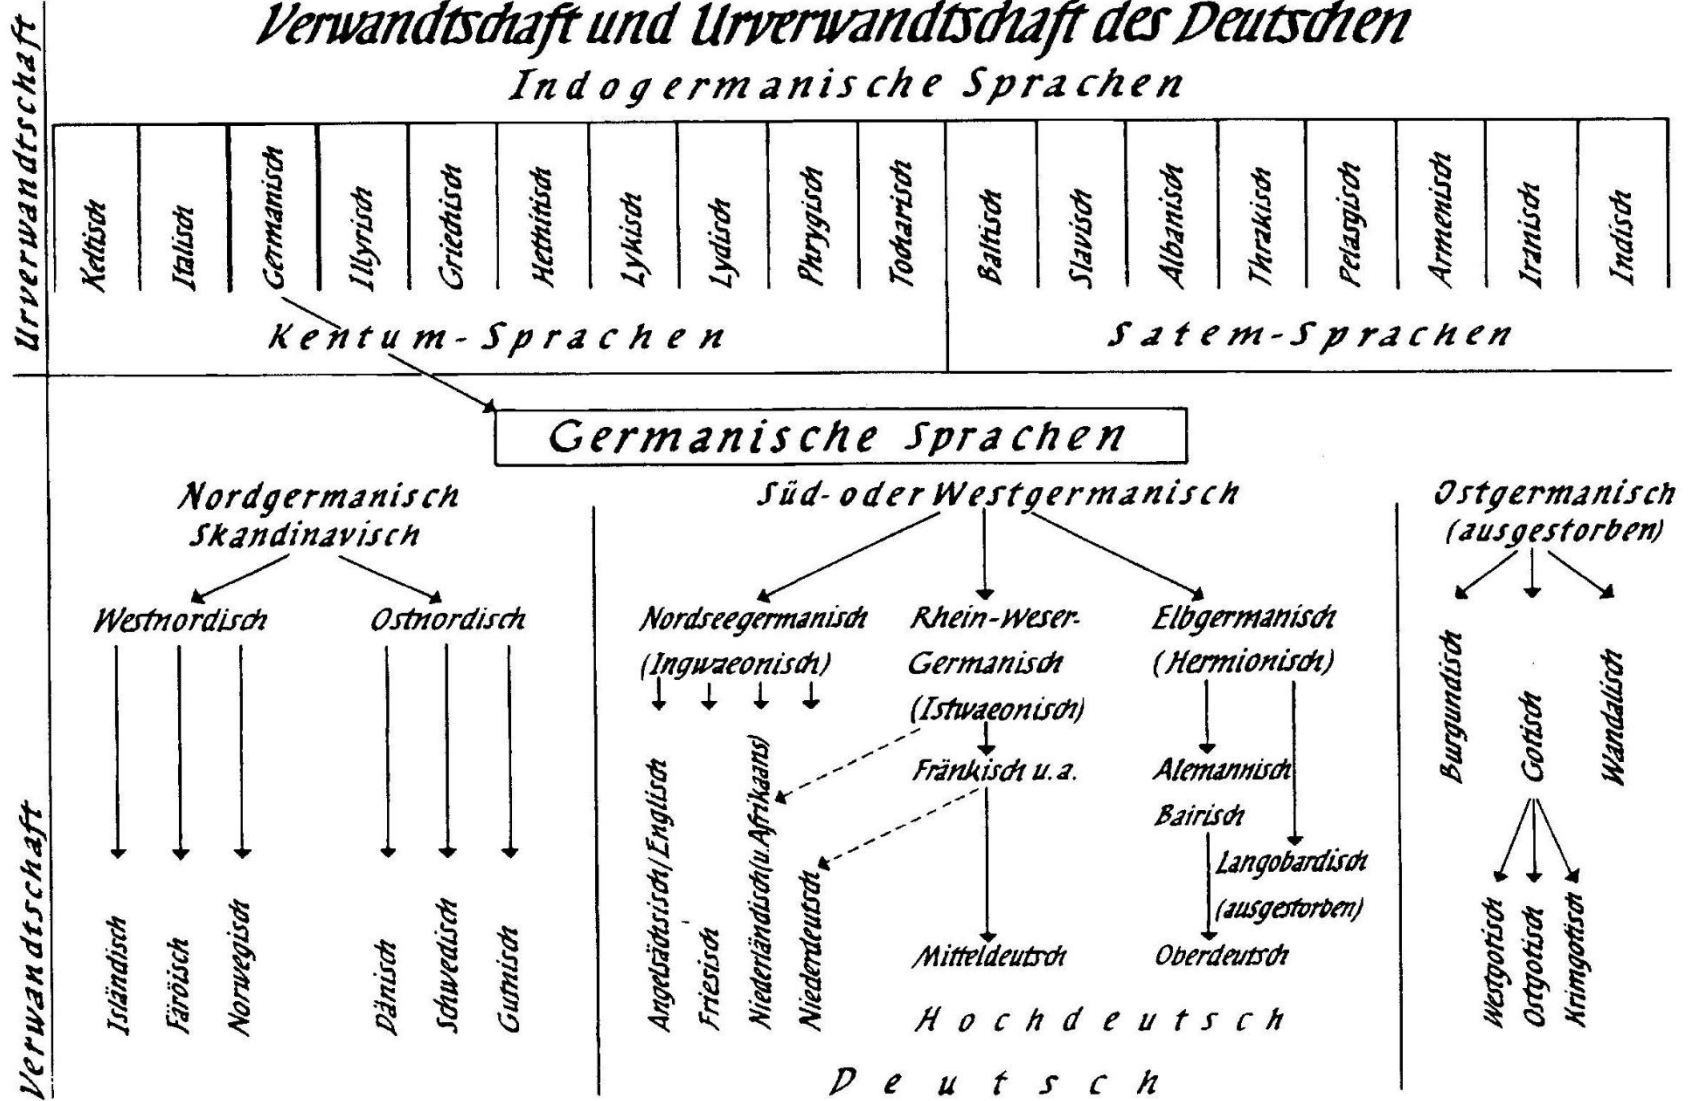 Verwandtschaft und Urverwandtschaft des Deutschen
Indogermanische Sprachen
Urverwandtschaft
Keltisch
Italisch
Germanisch
Illyrisch
Griechisch
Hethitisch
Lykisch
Lydisch
Phrygisch
Tocharisch
Baltisch
Slavisch
Albanisch
Thrakisch
Pelasgisch
Armenisch
Iranisch
Indisch
Kentum-Sprachen
Satem-Sprachen
Verwandtschaft
Germanische Sprachen
Nordgermanisch
Skandinavisch
Westnordisch
Ostnordisch
Isländisch
Färöisch
Norwegisch
Dänisch
Schwedisch
Gutnisch
Süd- oder Westgermanisch
Nordseegermanisch
(Ingwaeonisch)
Angelsächsisch/Englisch
Friesisch
Niederländisch(u.Afrikaans)
Niederdeutsch
Rhein-Weser-
Germanisch
(Istwaeonisch)
Fränkisch u.a.
Mitteldeutsch
Elbgermanisch
(Hermionisch)
Alemannisch
Bairisch
Langobardisch
(ausgestorben)
Oberdeutsch
Hochdeutsch
Deutsch
Ostgermanisch
(ausgestorben)
Burgundisch
Gotisch
Wandalisch
Westgotisch
Ostgotisch
Krimgotisch